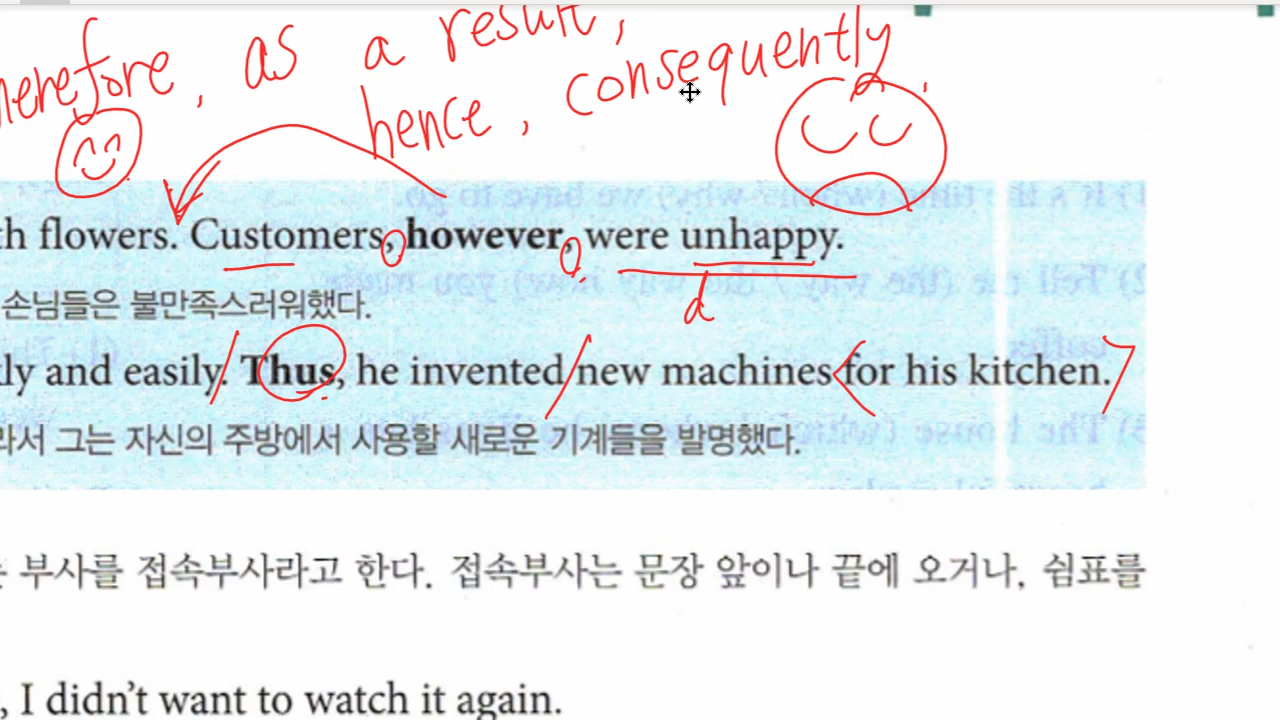 therefore, as a result,
hence, consequently.
th flowers. Customers, however, were unhappy.
손님들은 불만족스러워했다.
d
kly and easily. Thus, he invented new machines for his kitchen.
라서 그는 자신의 주방에서 사용할 새로운 기계들을 발명했다.
는 부사를 접속부사라고 한다. 접속부사는 문장 앞이나 끝에 오거나, 쉼표를
, I didn't want to watch it again.